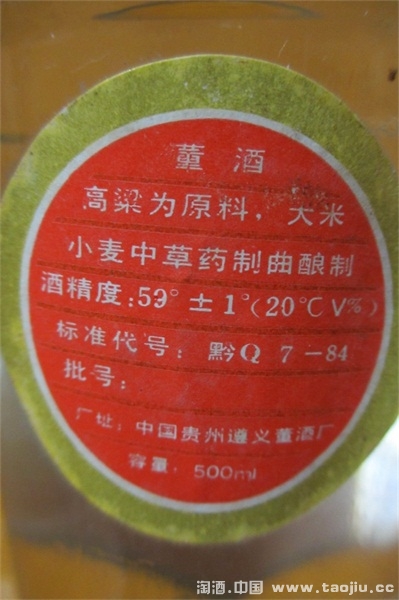 董酒
高粱为原料，大米
小麦中草药制曲酿制
酒精度：59°±1°(20℃ V%)
标准代号：黔Q 7-84
批号：
厂址：中国贵州遵义董酒厂
容量：500ml
淘酒.中国 www.taojiu.cc